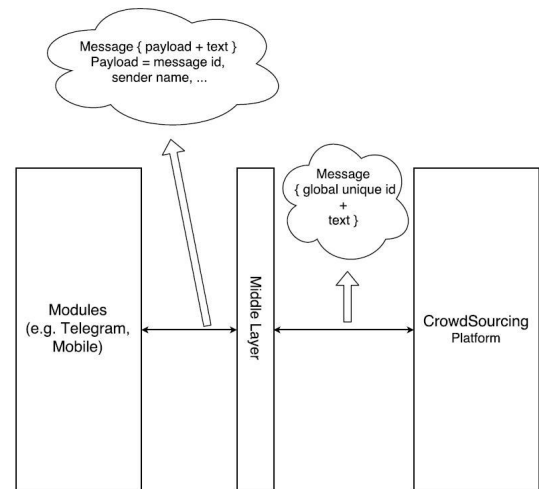 Message { payload + text }
Payload = message id,
sender name, ...
Message
{ global unique id
+
text }
Modules
(e.g. Telegram,
Mobile)
Middle Layer
CrowdSourcing
Platform